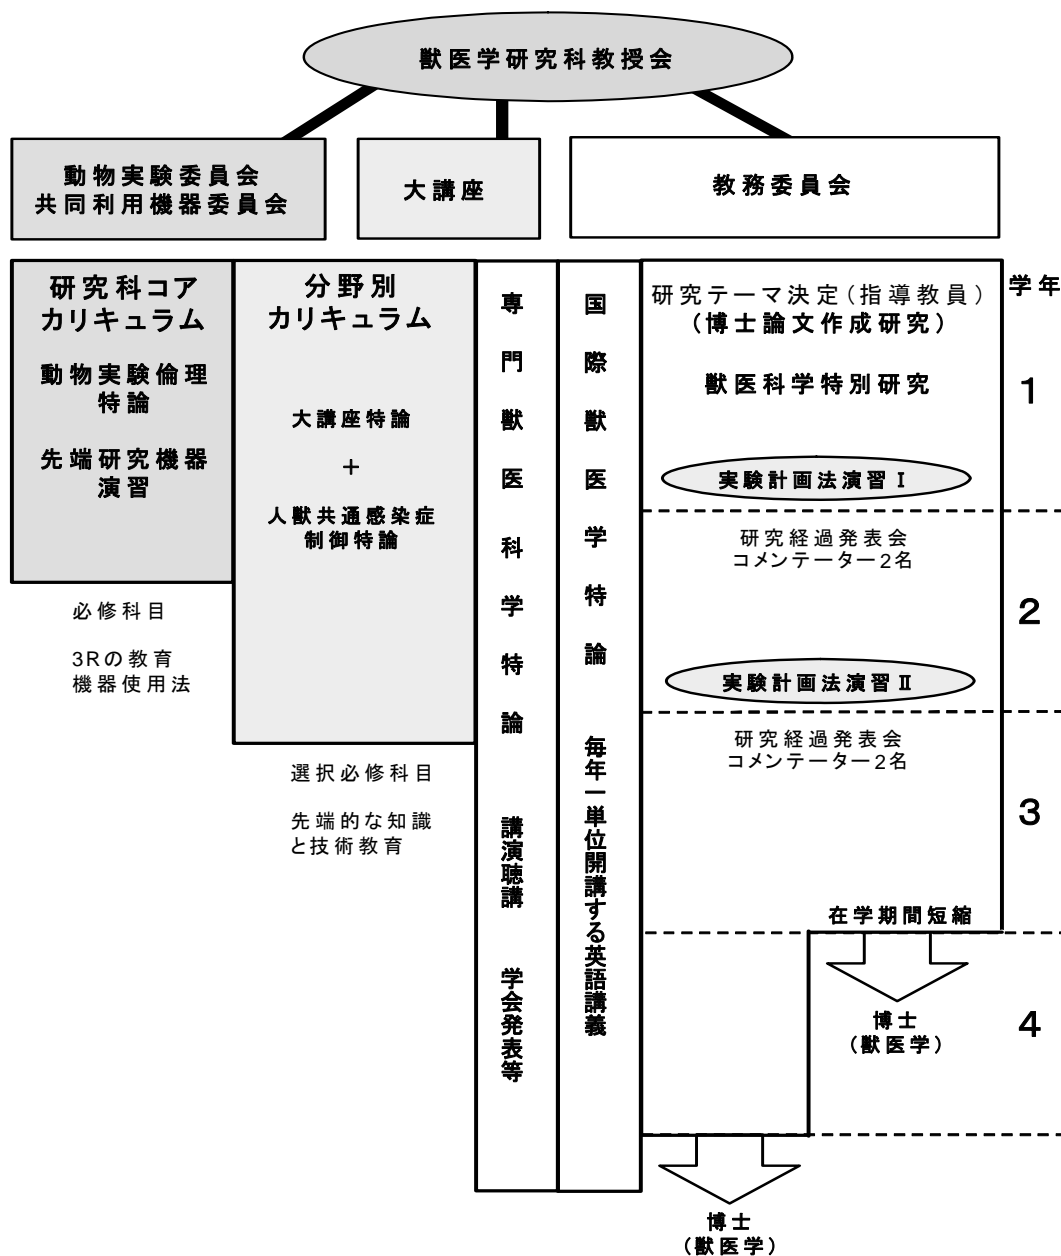 獣医学研究科教授会
動物実験委員会
共同利用機器委員会
大講座
教務委員会
研究科コア
カリキュラム
動物実験倫理
特論
先端研究機器
演習
必修科目
3Rの教育
機器使用法
分野別
カリキュラム
大講座特論
+
人獣共通感染症
制御特論
選択必修科目
先端的な知識
と技術教育
専門獣医科学特論 講演聴講 学会発表等
国際獣医学特論 毎年一単位開講する英語講義
研究テーマ決定(指導教員)
(博士論文作成研究)
獣医科学特別研究
実験計画法演習Ⅰ
研究経過発表会
コメンテーター2名
実験計画法演習Ⅱ
研究経過発表会
コメンテーター2名
在学期間短縮
博士
(獣医学)
博士
(獣医学)
学年
1
2
3
4